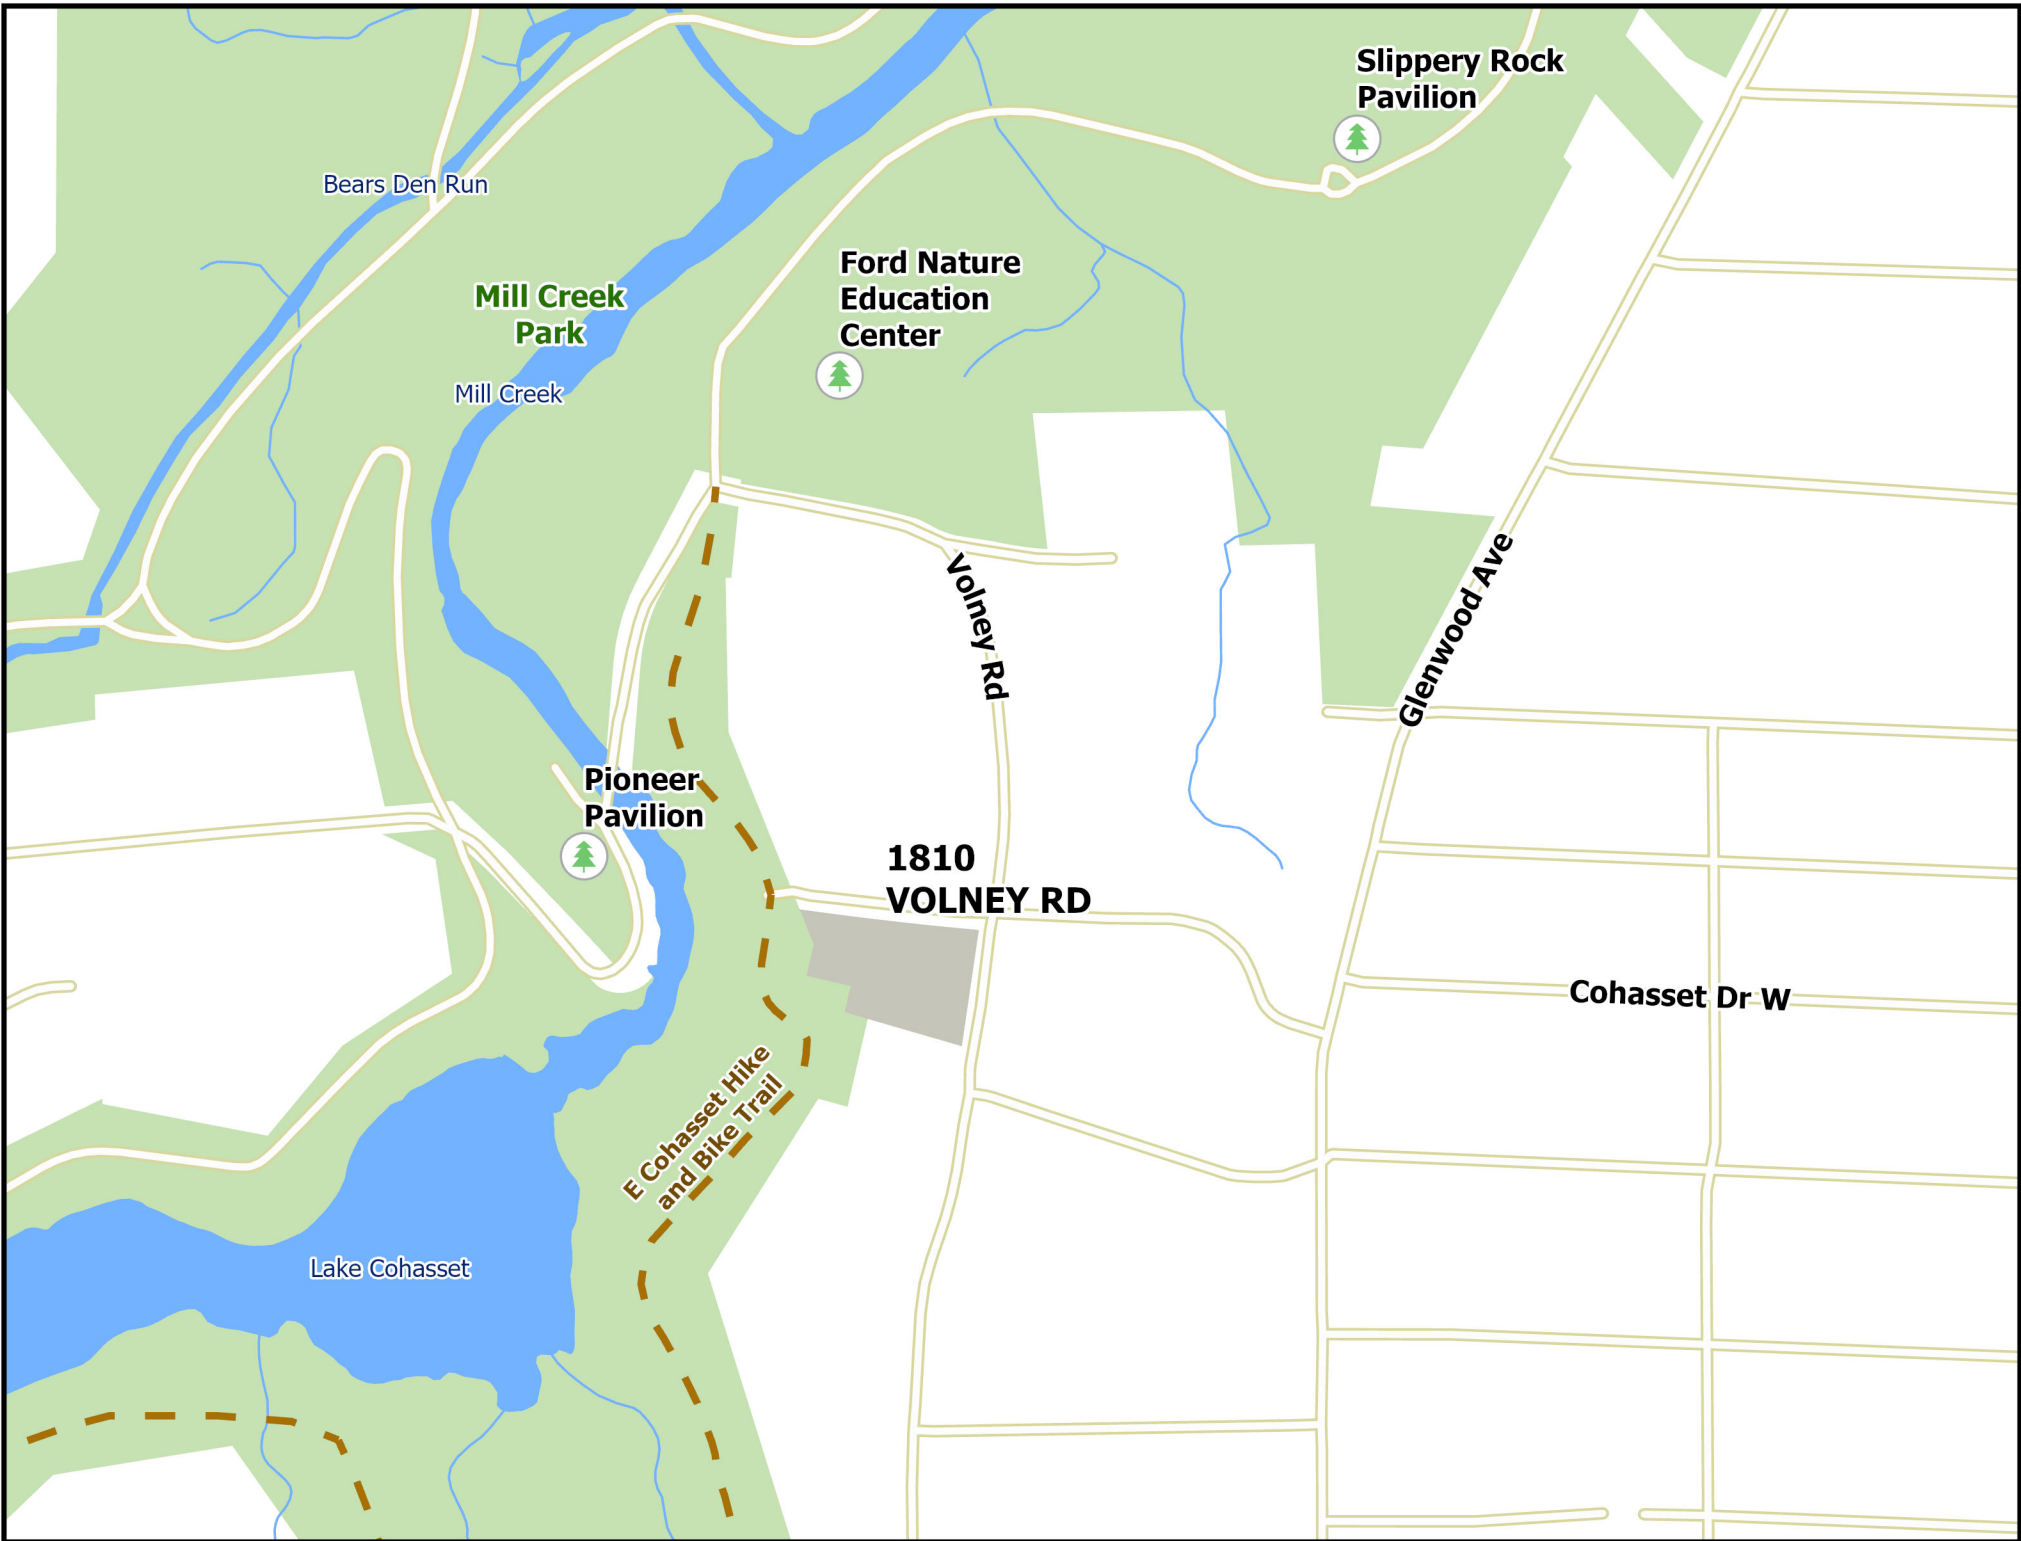 Slippery Rock
Pavilion
Bears Den Run
Ford Nature
Education
Center
Mill Creek
Park
Mill Creek
Volney Rd
Glenwood Ave
Pioneer
Pavilion
1810
VOLNEY RD
Cohasset Dr W
E Cohasset Hike
and Bike Trail
Lake Cohasset